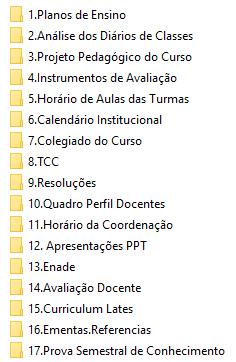 1.Planos de Ensino
2.Análise dos Diários de Classes
3.Projeto Pedagógico do Curso
4.Instrumentos de Avaliação
5.Horário de Aulas das Turmas
6.Calendário Institucional
7.Colegiado do Curso
8.TCC
9.Resoluções
10.Quadro Perfil Docentes
11.Horário da Coordenação
12. Apresentações PPT
13.Enade
14.Avaliação Docente
15.Curriculum Lates
16.Ementas.Referencias
17.Prova Semestral de Conhecimento